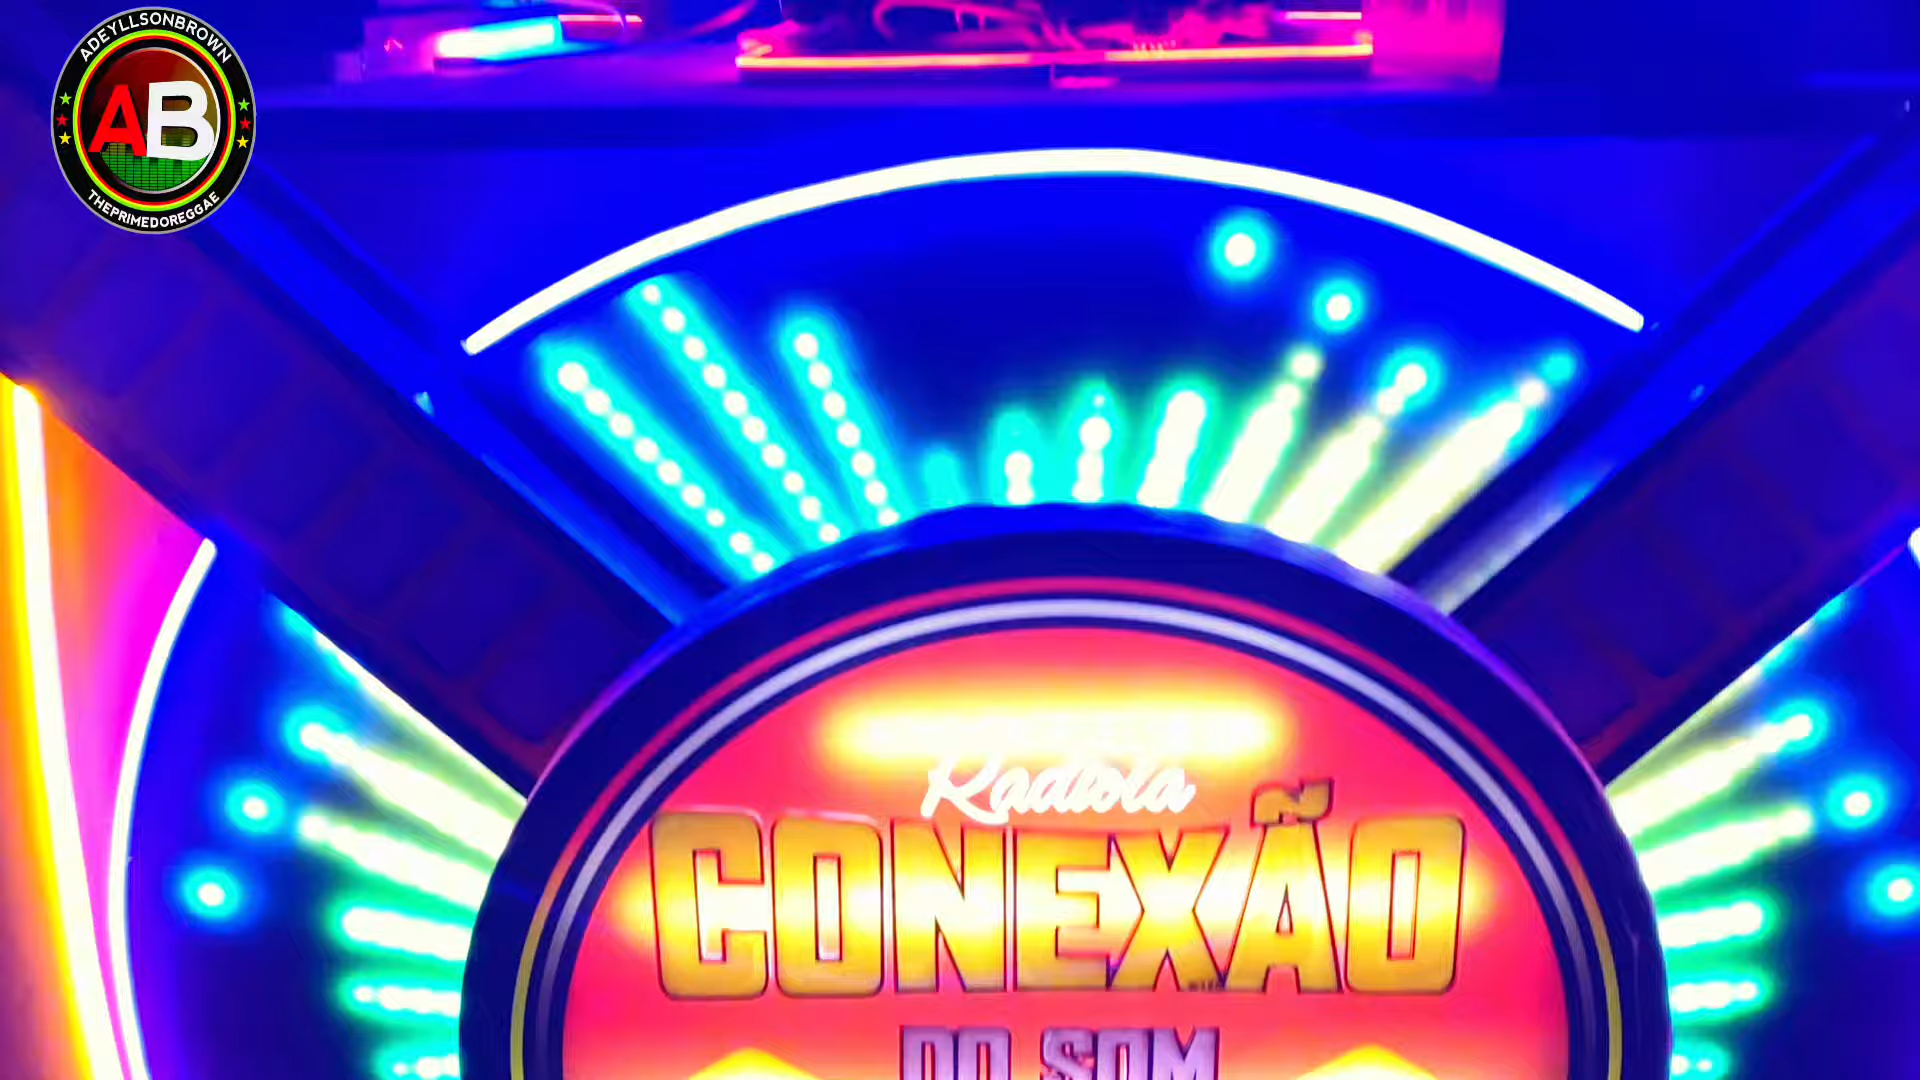 ADEYLLSONBROWN
AB
THEPRIMEDOREGGAE
Radiola
CONEXÃO
DO SOM